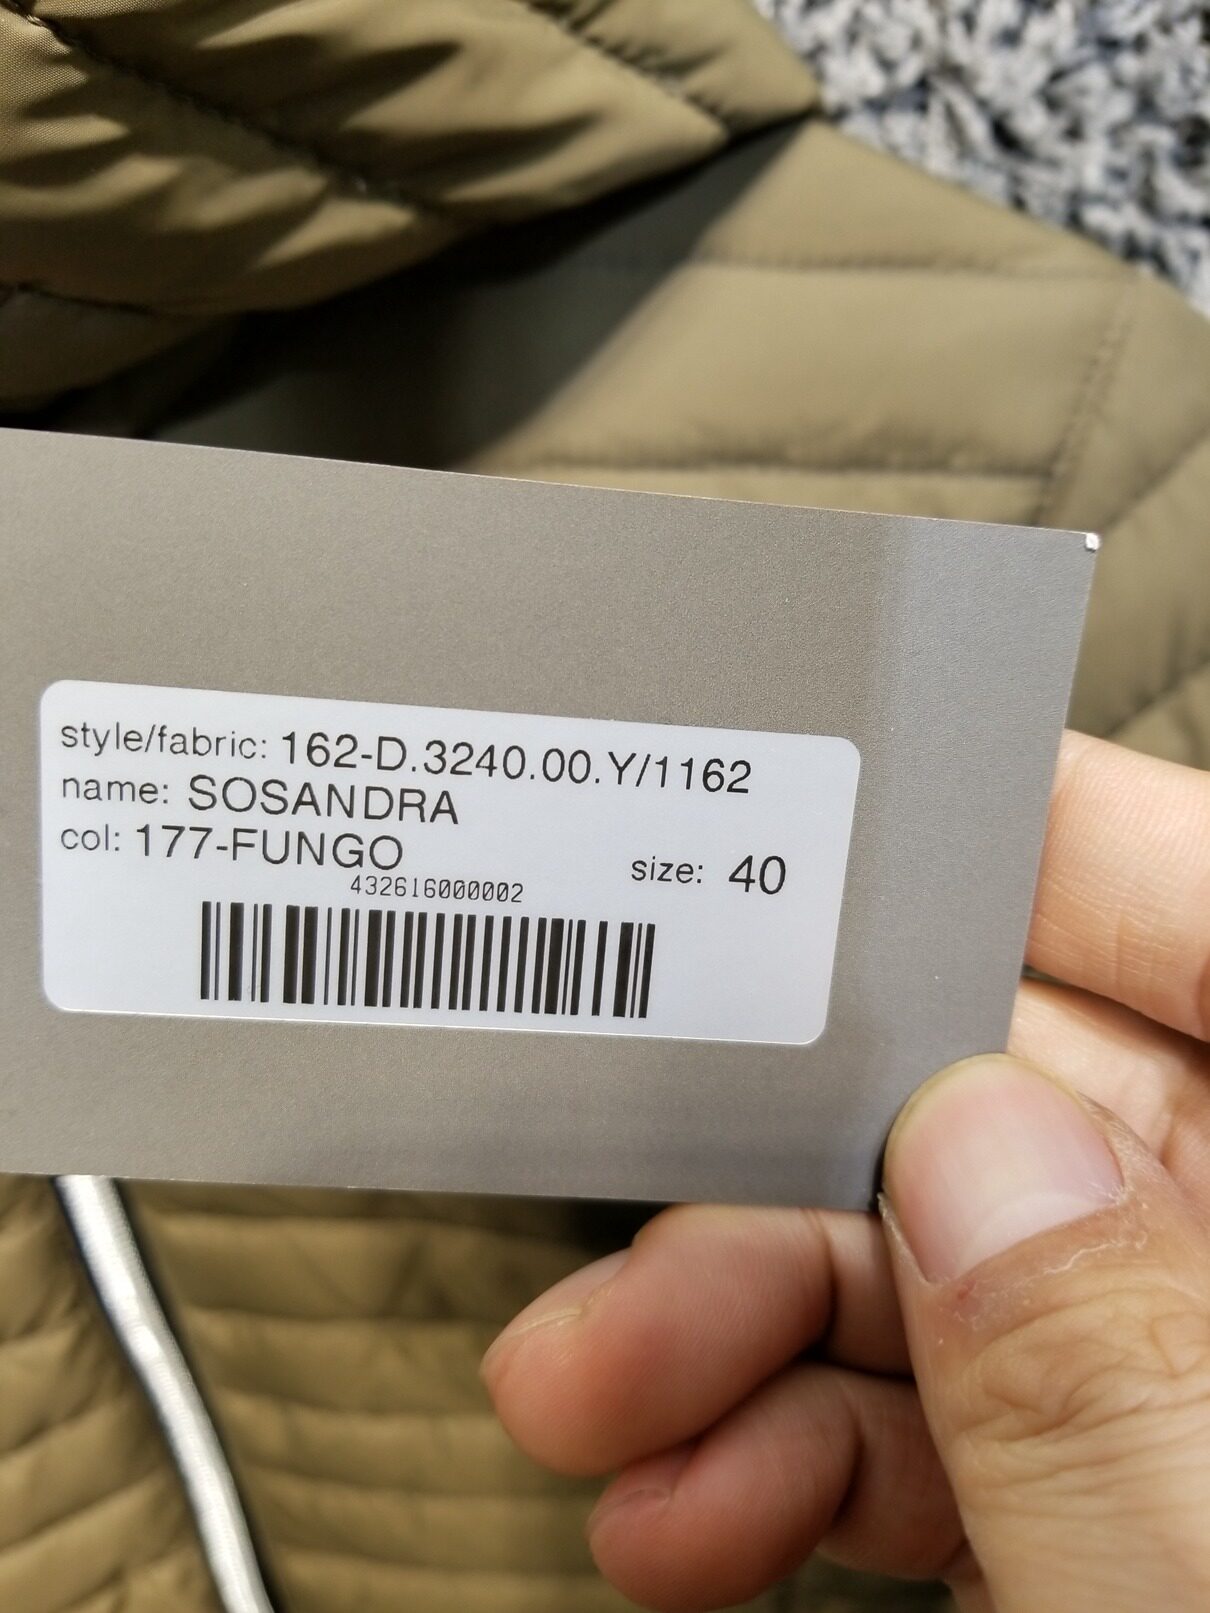 style/fabric: 162-D.3240.00.Y/1162
name: SOSANDRA
col: 177-FUNGO
size: 40
432616000002